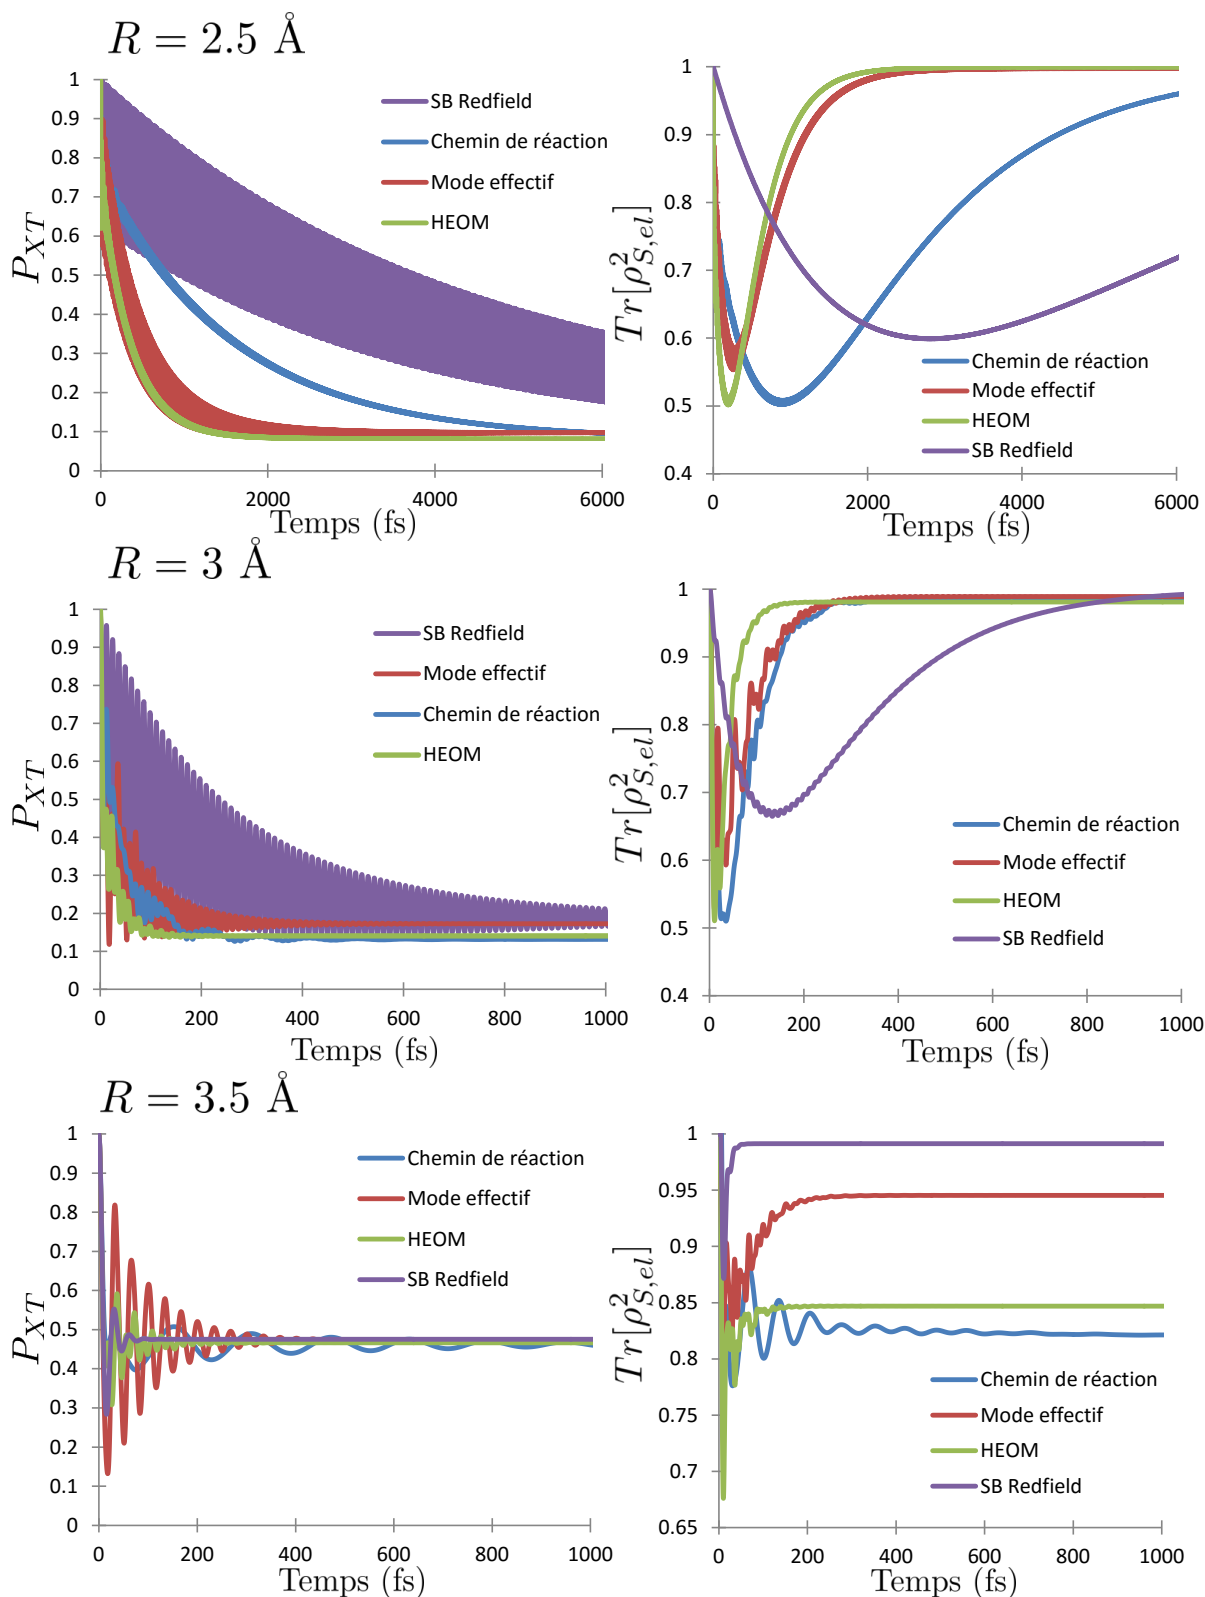 R = 2.5 Å
1
0.9
0.8
0.7
0.6
0.5
0.4
0.3
0.2
0.1
0
P_{XT}
SB Redfield
Chemin de réaction
Mode effectif
HEOM
0 2000 4000 6000
Temps (fs)
1
0.9
0.8
0.7
0.6
0.5
0.4
Tr[ρ²_{S,el}]
Chemin de réaction
Mode effectif
HEOM
SB Redfield
0 2000 4000 6000
Temps (fs)
R = 3 Å
1
0.9
0.8
0.7
0.6
0.5
0.4
0.3
0.2
0.1
0
P_{XT}
SB Redfield
Mode effectif
Chemin de réaction
HEOM
0 200 400 600 800 1000
Temps (fs)
1
0.9
0.8
0.7
0.6
0.5
0.4
Tr[ρ²_{S,el}]
Chemin de réaction
Mode effectif
HEOM
SB Redfield
0 200 400 600 800 1000
Temps (fs)
R = 3.5 Å
1
0.9
0.8
0.7
0.6
0.5
0.4
0.3
0.2
0.1
0
P_{XT}
Chemin de réaction
Mode effectif
HEOM
SB Redfield
0 200 400 600 800 1000
Temps (fs)
1
0.95
0.9
0.85
0.8
0.75
0.7
0.65
Tr[ρ²_{S,el}]
Chemin de réaction
Mode effectif
HEOM
SB Redfield
0 200 400 600 800 1000
Temps (fs)